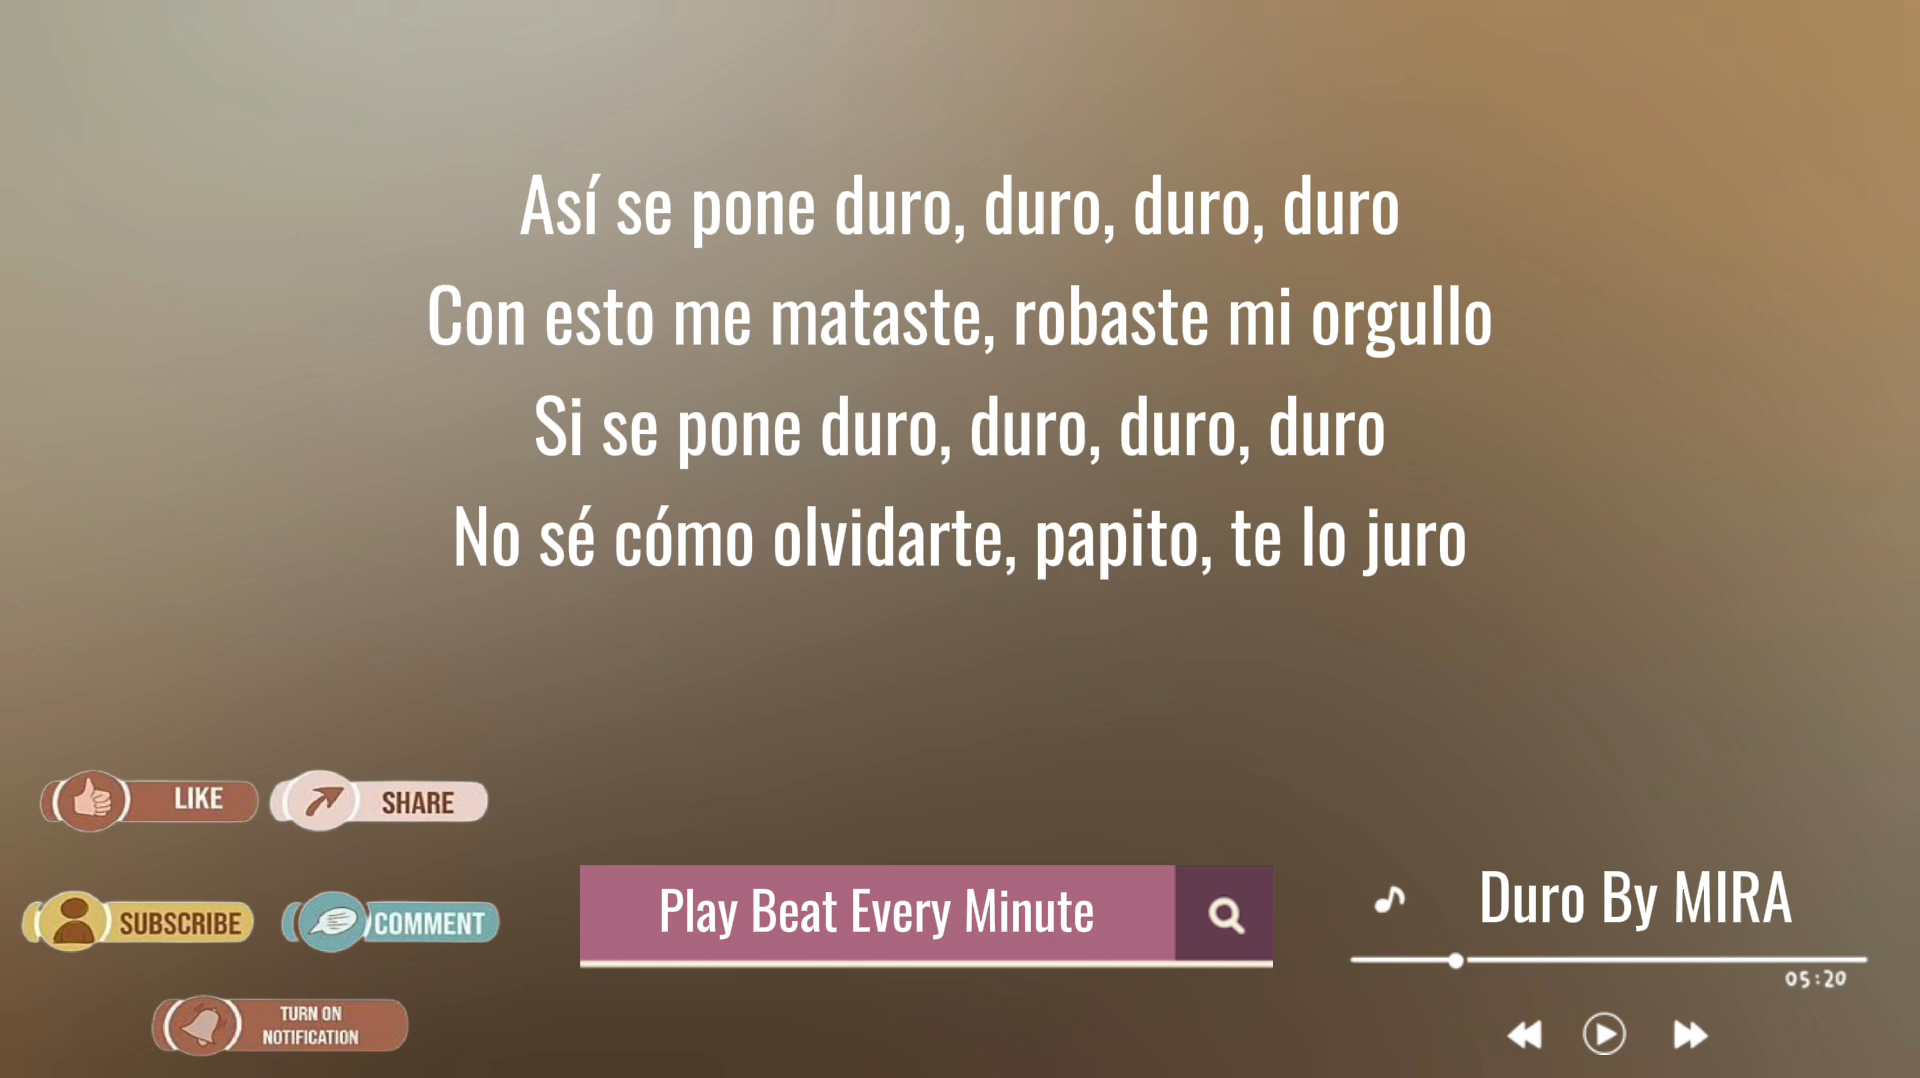 Así se pone duro, duro, duro, duro
Con esto me mataste, robaste mi orgullo
Si se pone duro, duro, duro, duro
No sé cómo olvidarte, papito, te lo juro
LIKE
SHARE
SUBSCRIBE
COMMENT
TURN ON
NOTIFICATION
Play Beat Every Minute
Duro By MIRA
05:20